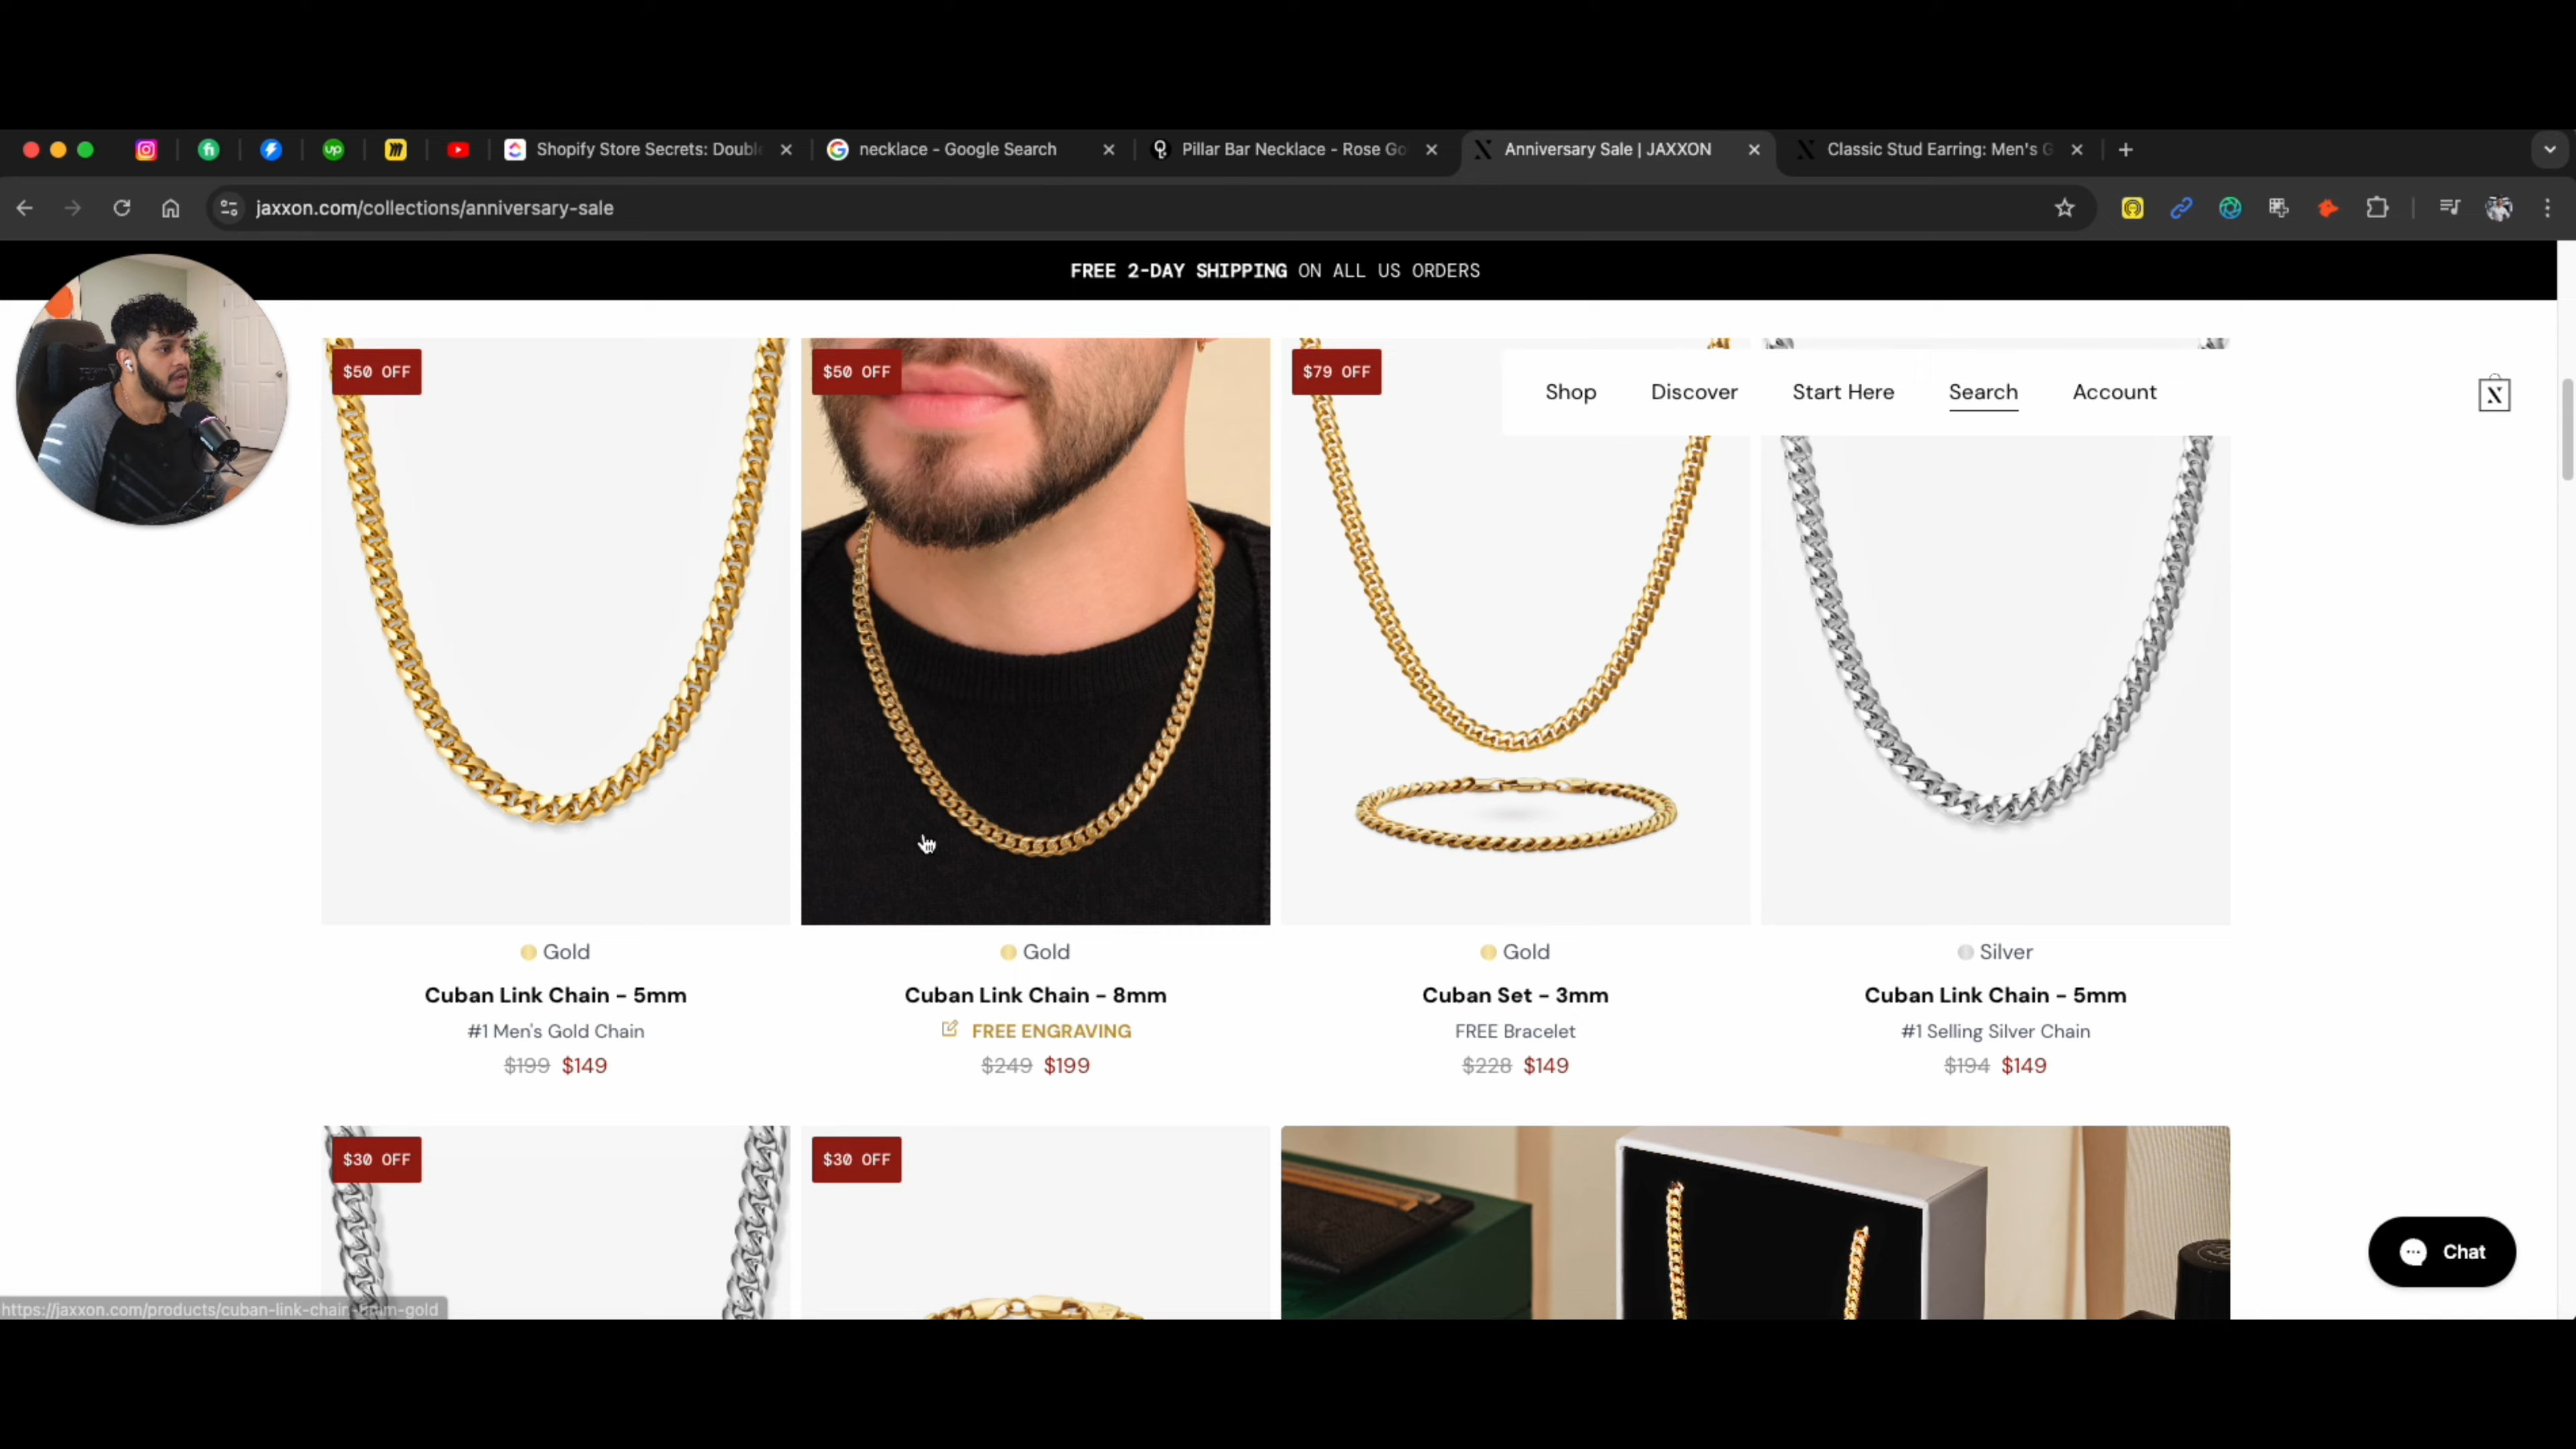 Shopify Store Secrets: Double
necklace - Google Search
Pillar Bar Necklace - Rose Go
Anniversary Sale | JAXXON
Classic Stud Earring: Men's G
jaxxon.com/collections/anniversary-sale
FREE 2-DAY SHIPPING ON ALL US ORDERS
$50 OFF
$50 OFF
$79 OFF
Shop
Discover
Start Here
Search
Account
X
Gold
Gold
Gold
Silver
Cuban Link Chain - 5mm
Cuban Link Chain - 8mm
Cuban Set - 3mm
Cuban Link Chain - 5mm
#1 Men's Gold Chain
FREE ENGRAVING
FREE Bracelet
#1 Selling Silver Chain
$199 $149
$249 $199
$228 $149
$194 $149
$30 OFF
$30 OFF
Chat
https://jaxxon.com/products/cuban-link-chain-8mm-gold